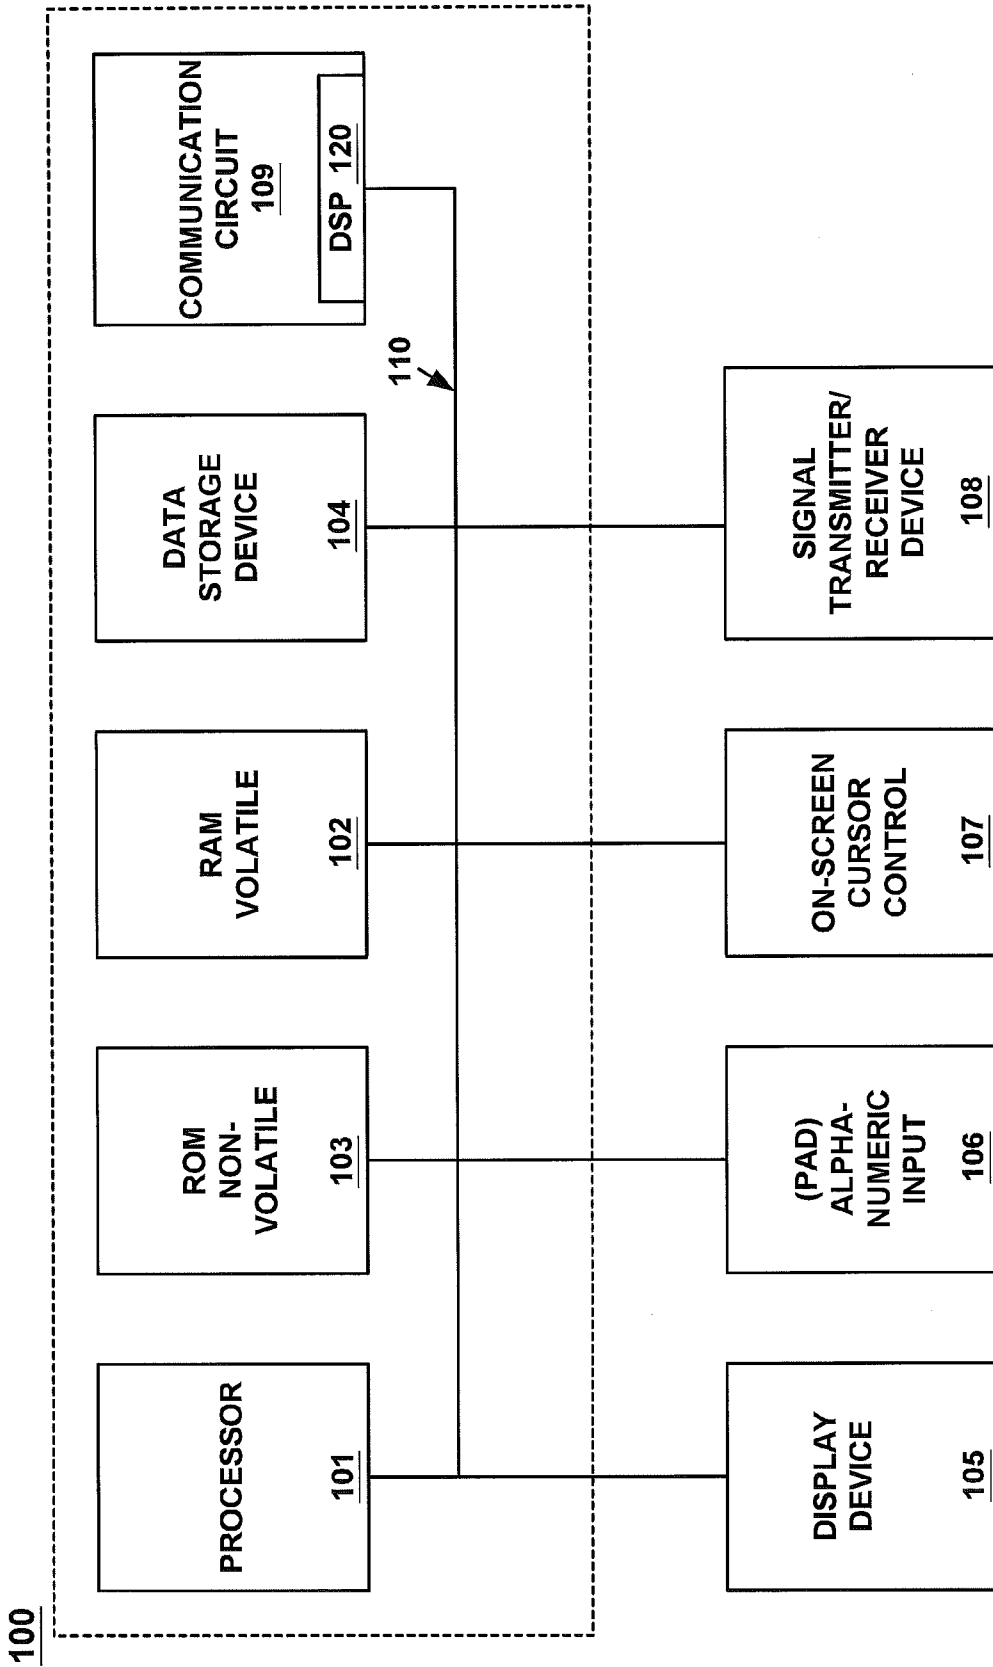 100
PROCESSOR
101
ROM
NON-
VOLATILE
103
RAM
VOLATILE
102
DATA
STORAGE
DEVICE
104
COMMUNICATION
CIRCUIT
109
DSP 120
110
DISPLAY
DEVICE
105
(PAD)
ALPHA-
NUMERIC
INPUT
106
ON-SCREEN
CURSOR
CONTROL
107
SIGNAL
TRANSMITTER/
RECEIVER
DEVICE
108